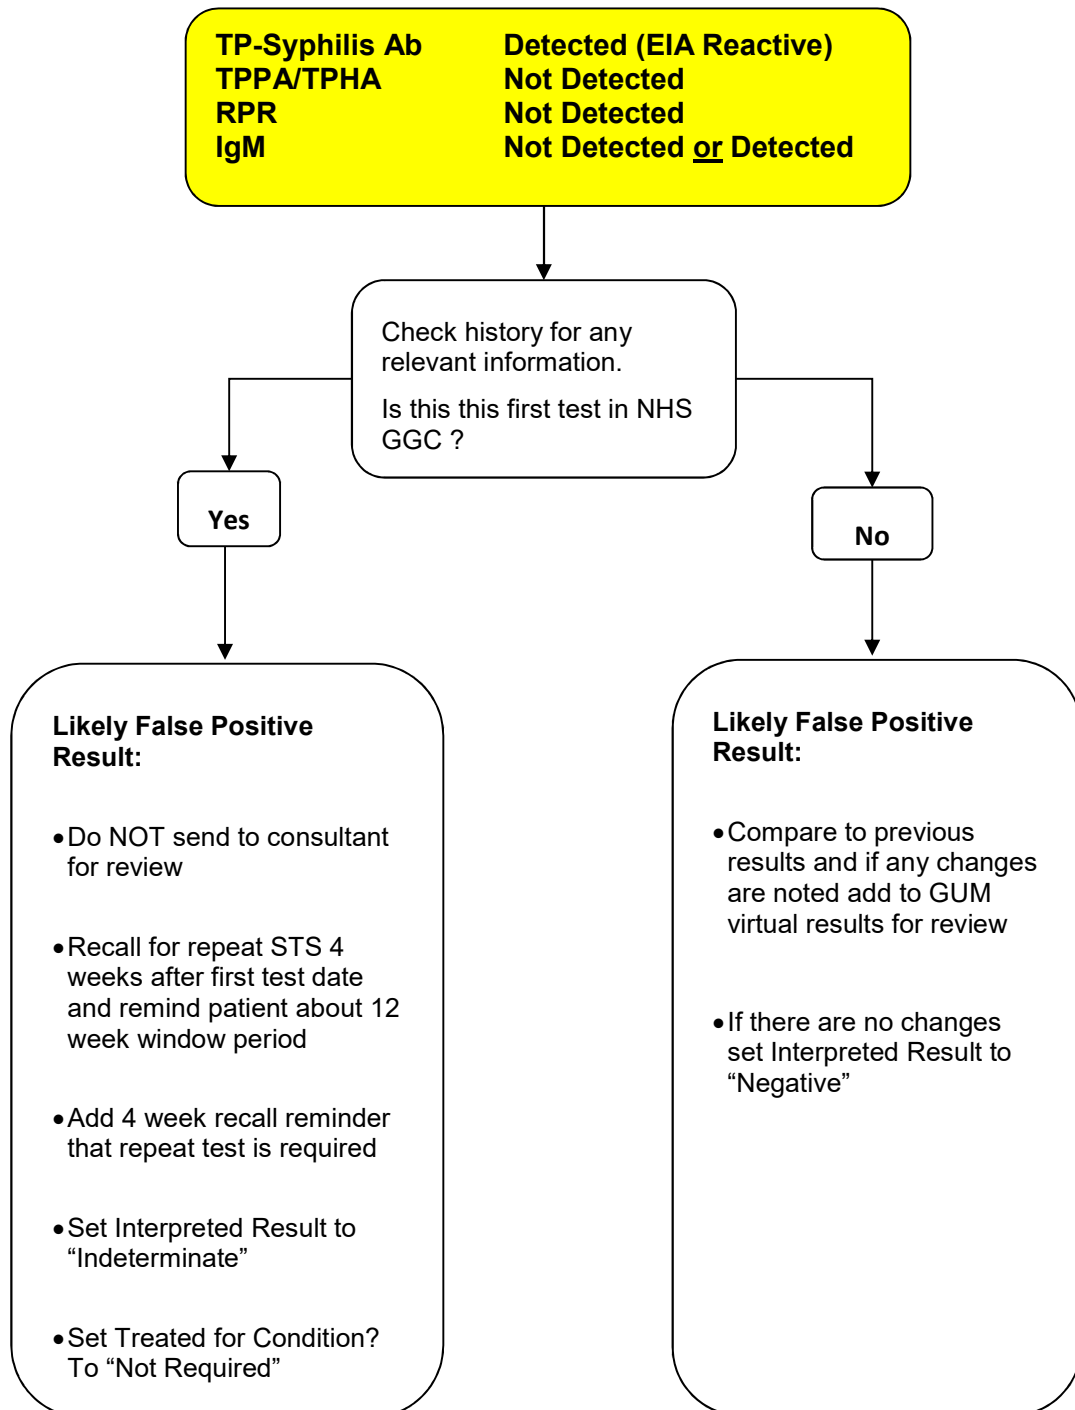 TP-Syphilis Ab Detected (EIA Reactive)
TPPA/TPHA Not Detected
RPR Not Detected
IgM Not Detected or Detected
Check history for any
relevant information.
Is this this first test in NHS
GGC ?
Yes
No
Likely False Positive
Result:
•Do NOT send to consultant
for review
•Recall for repeat STS 4
weeks after first test date
and remind patient about 12
week window period
•Add 4 week recall reminder
that repeat test is required
•Set Interpreted Result to
“Indeterminate”
•Set Treated for Condition?
To “Not Required”
Likely False Positive
Result:
•Compare to previous
results and if any changes
are noted add to GUM
virtual results for review
•If there are no changes
set Interpreted Result to
“Negative”